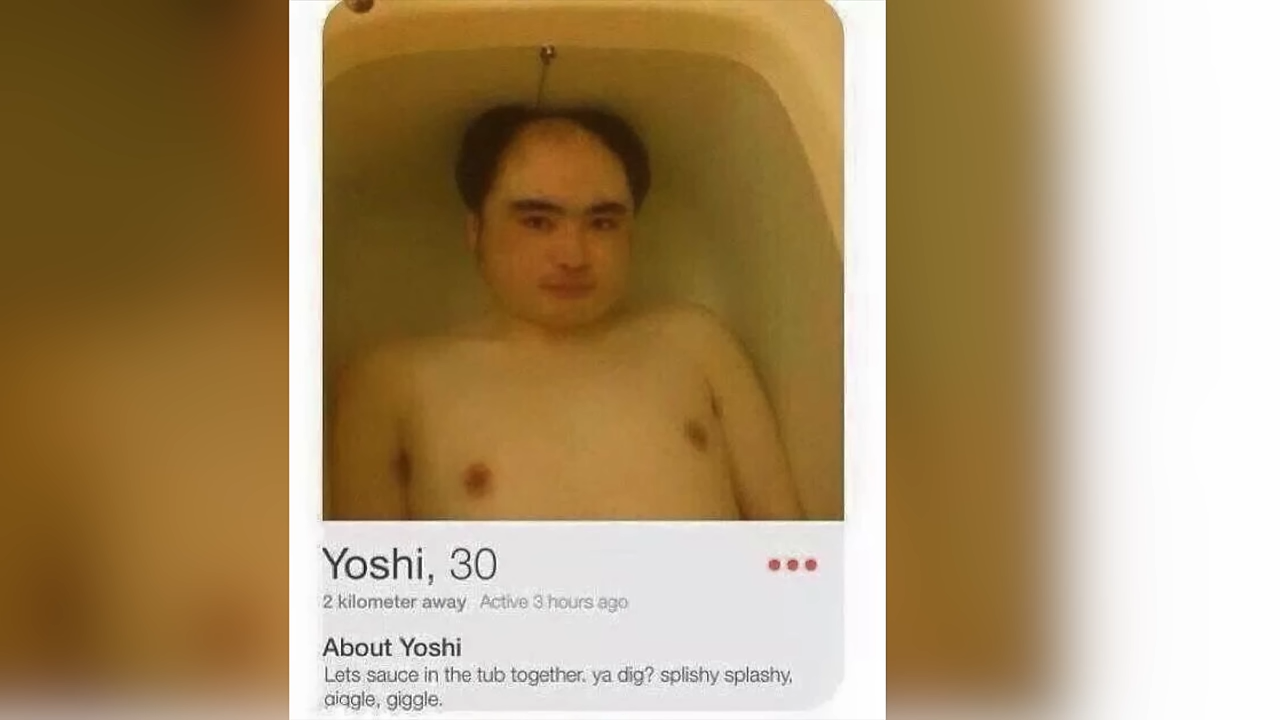 Yoshi, 30
2 kilometer away Active 3 hours ago
About Yoshi
Lets sauce in the tub together. ya dig? splishy splashy,
giggle, giggle.